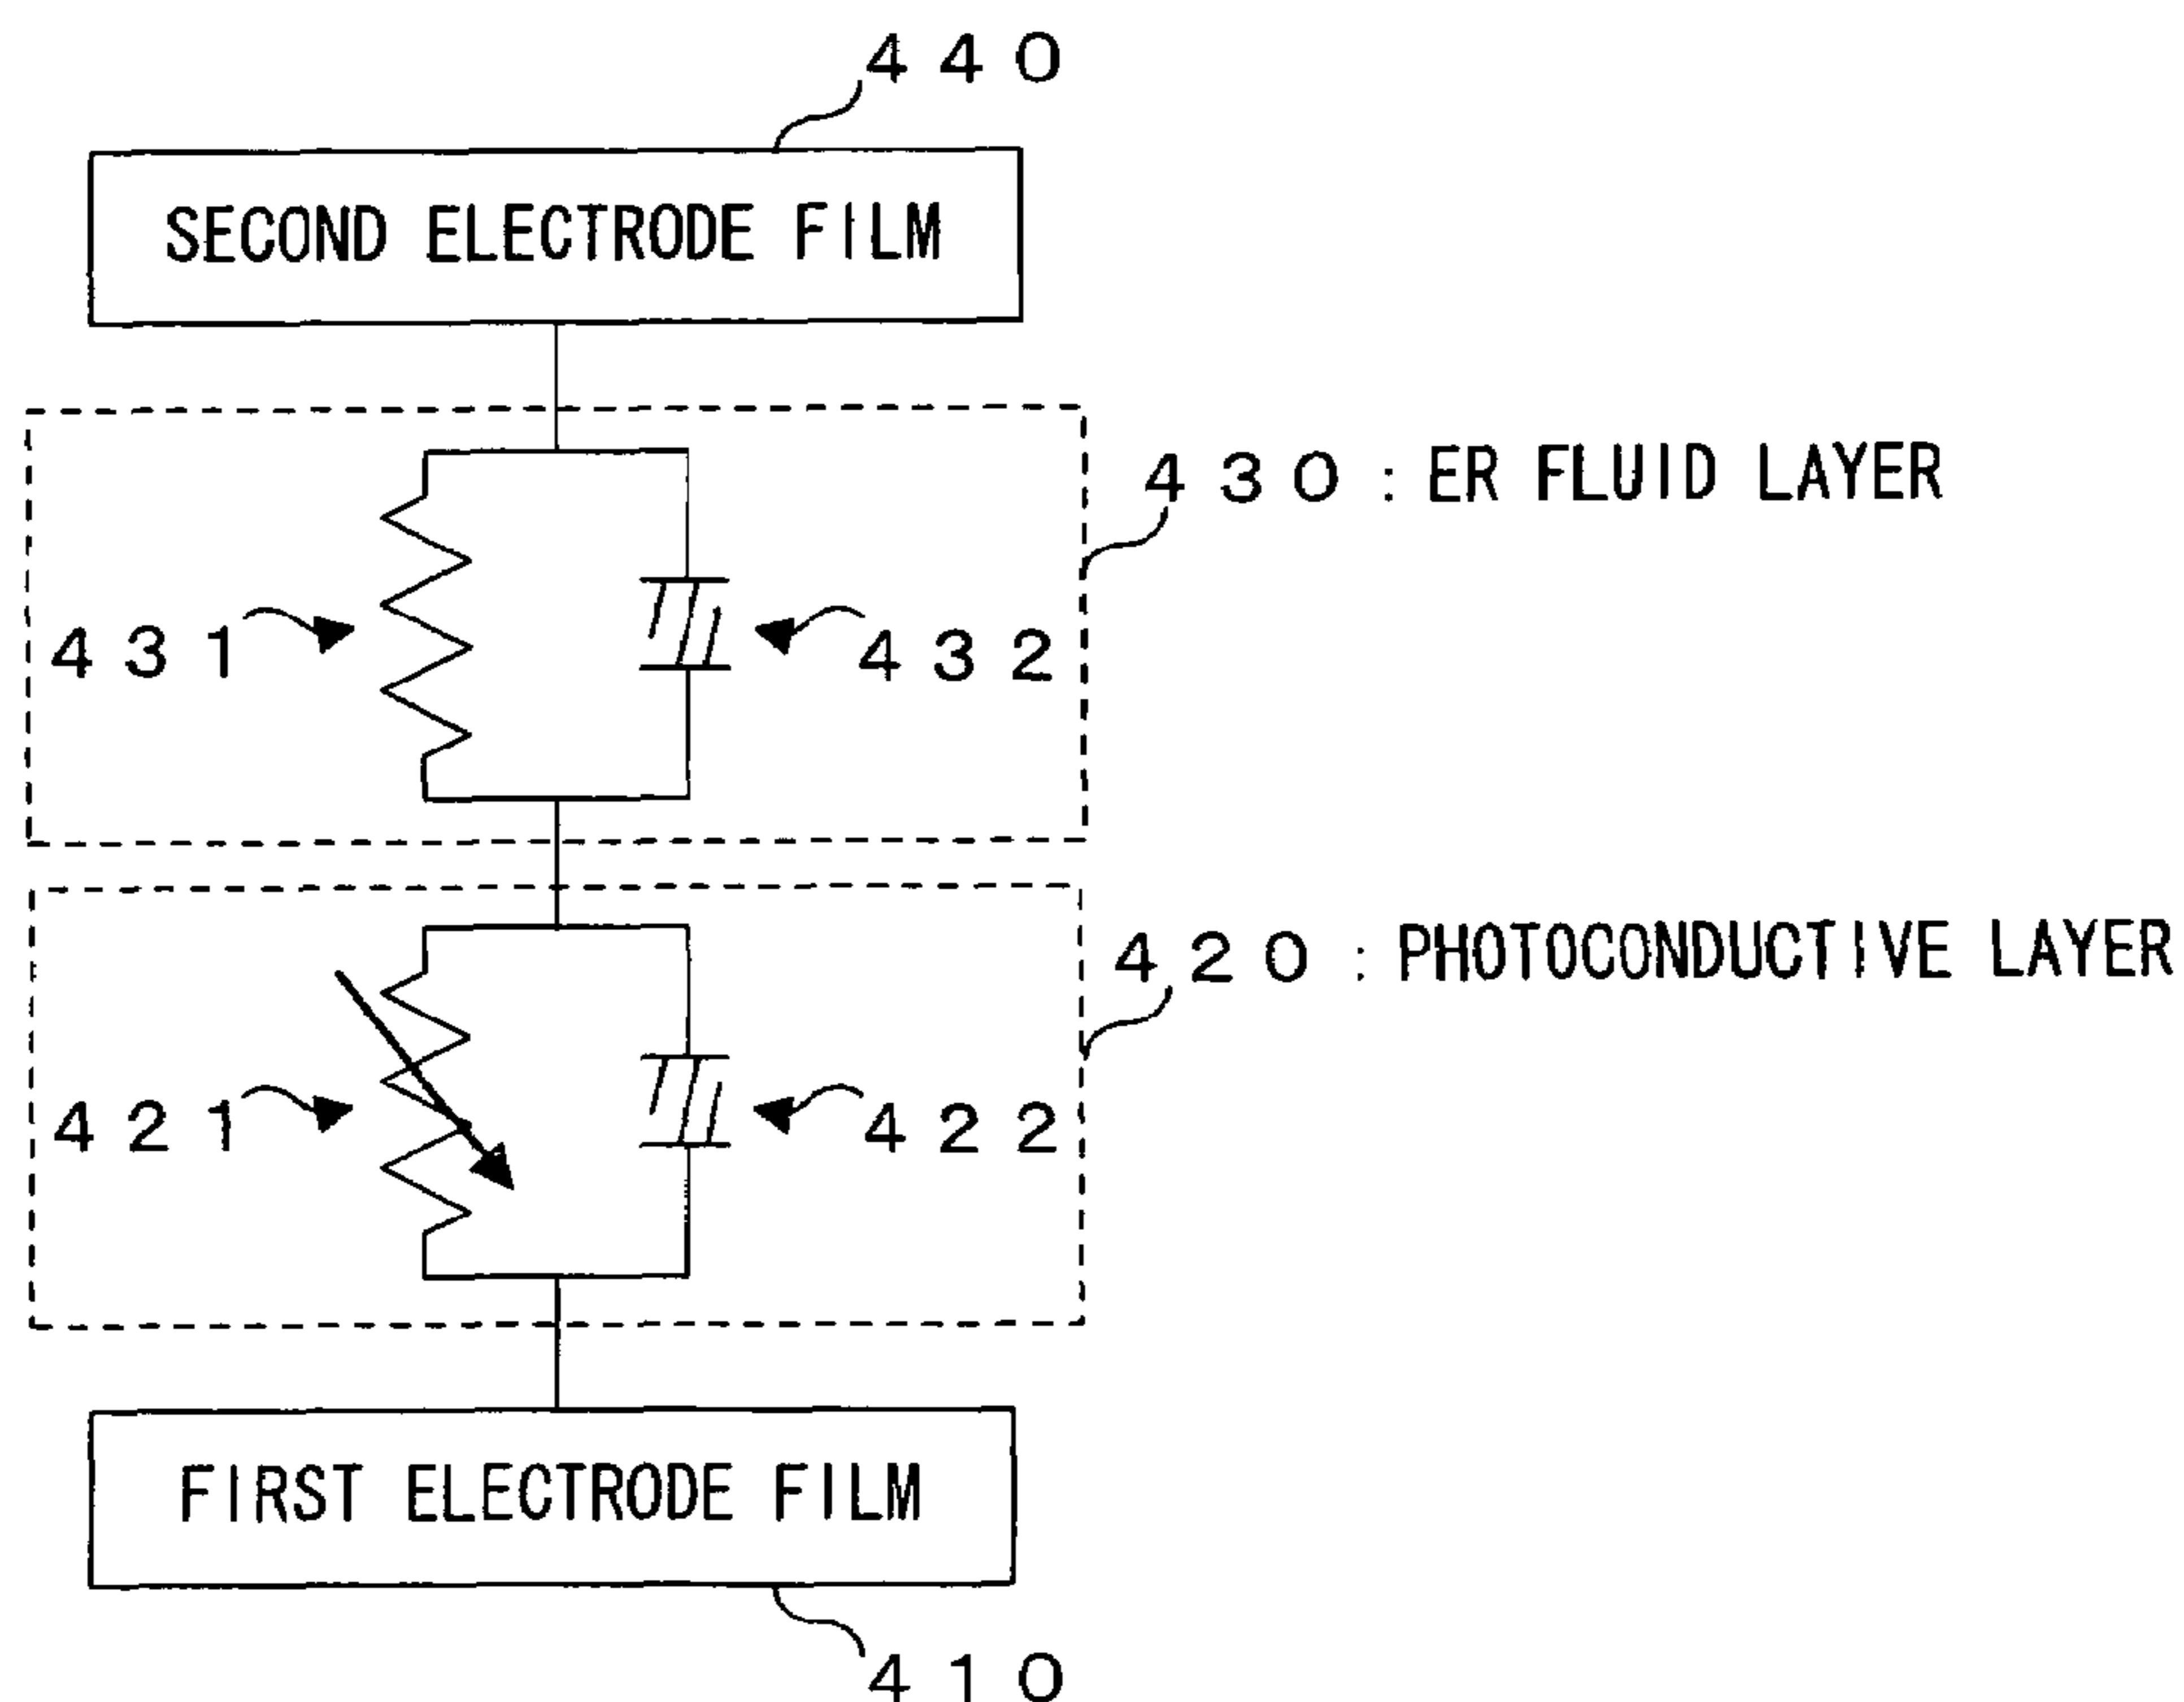 440
SECOND ELECTRODE FILM
430: ER FLUID LAYER
431
432
420: PHOTOCONDUCTIVE LAYER
421
422
FIRST ELECTRODE FILM
410